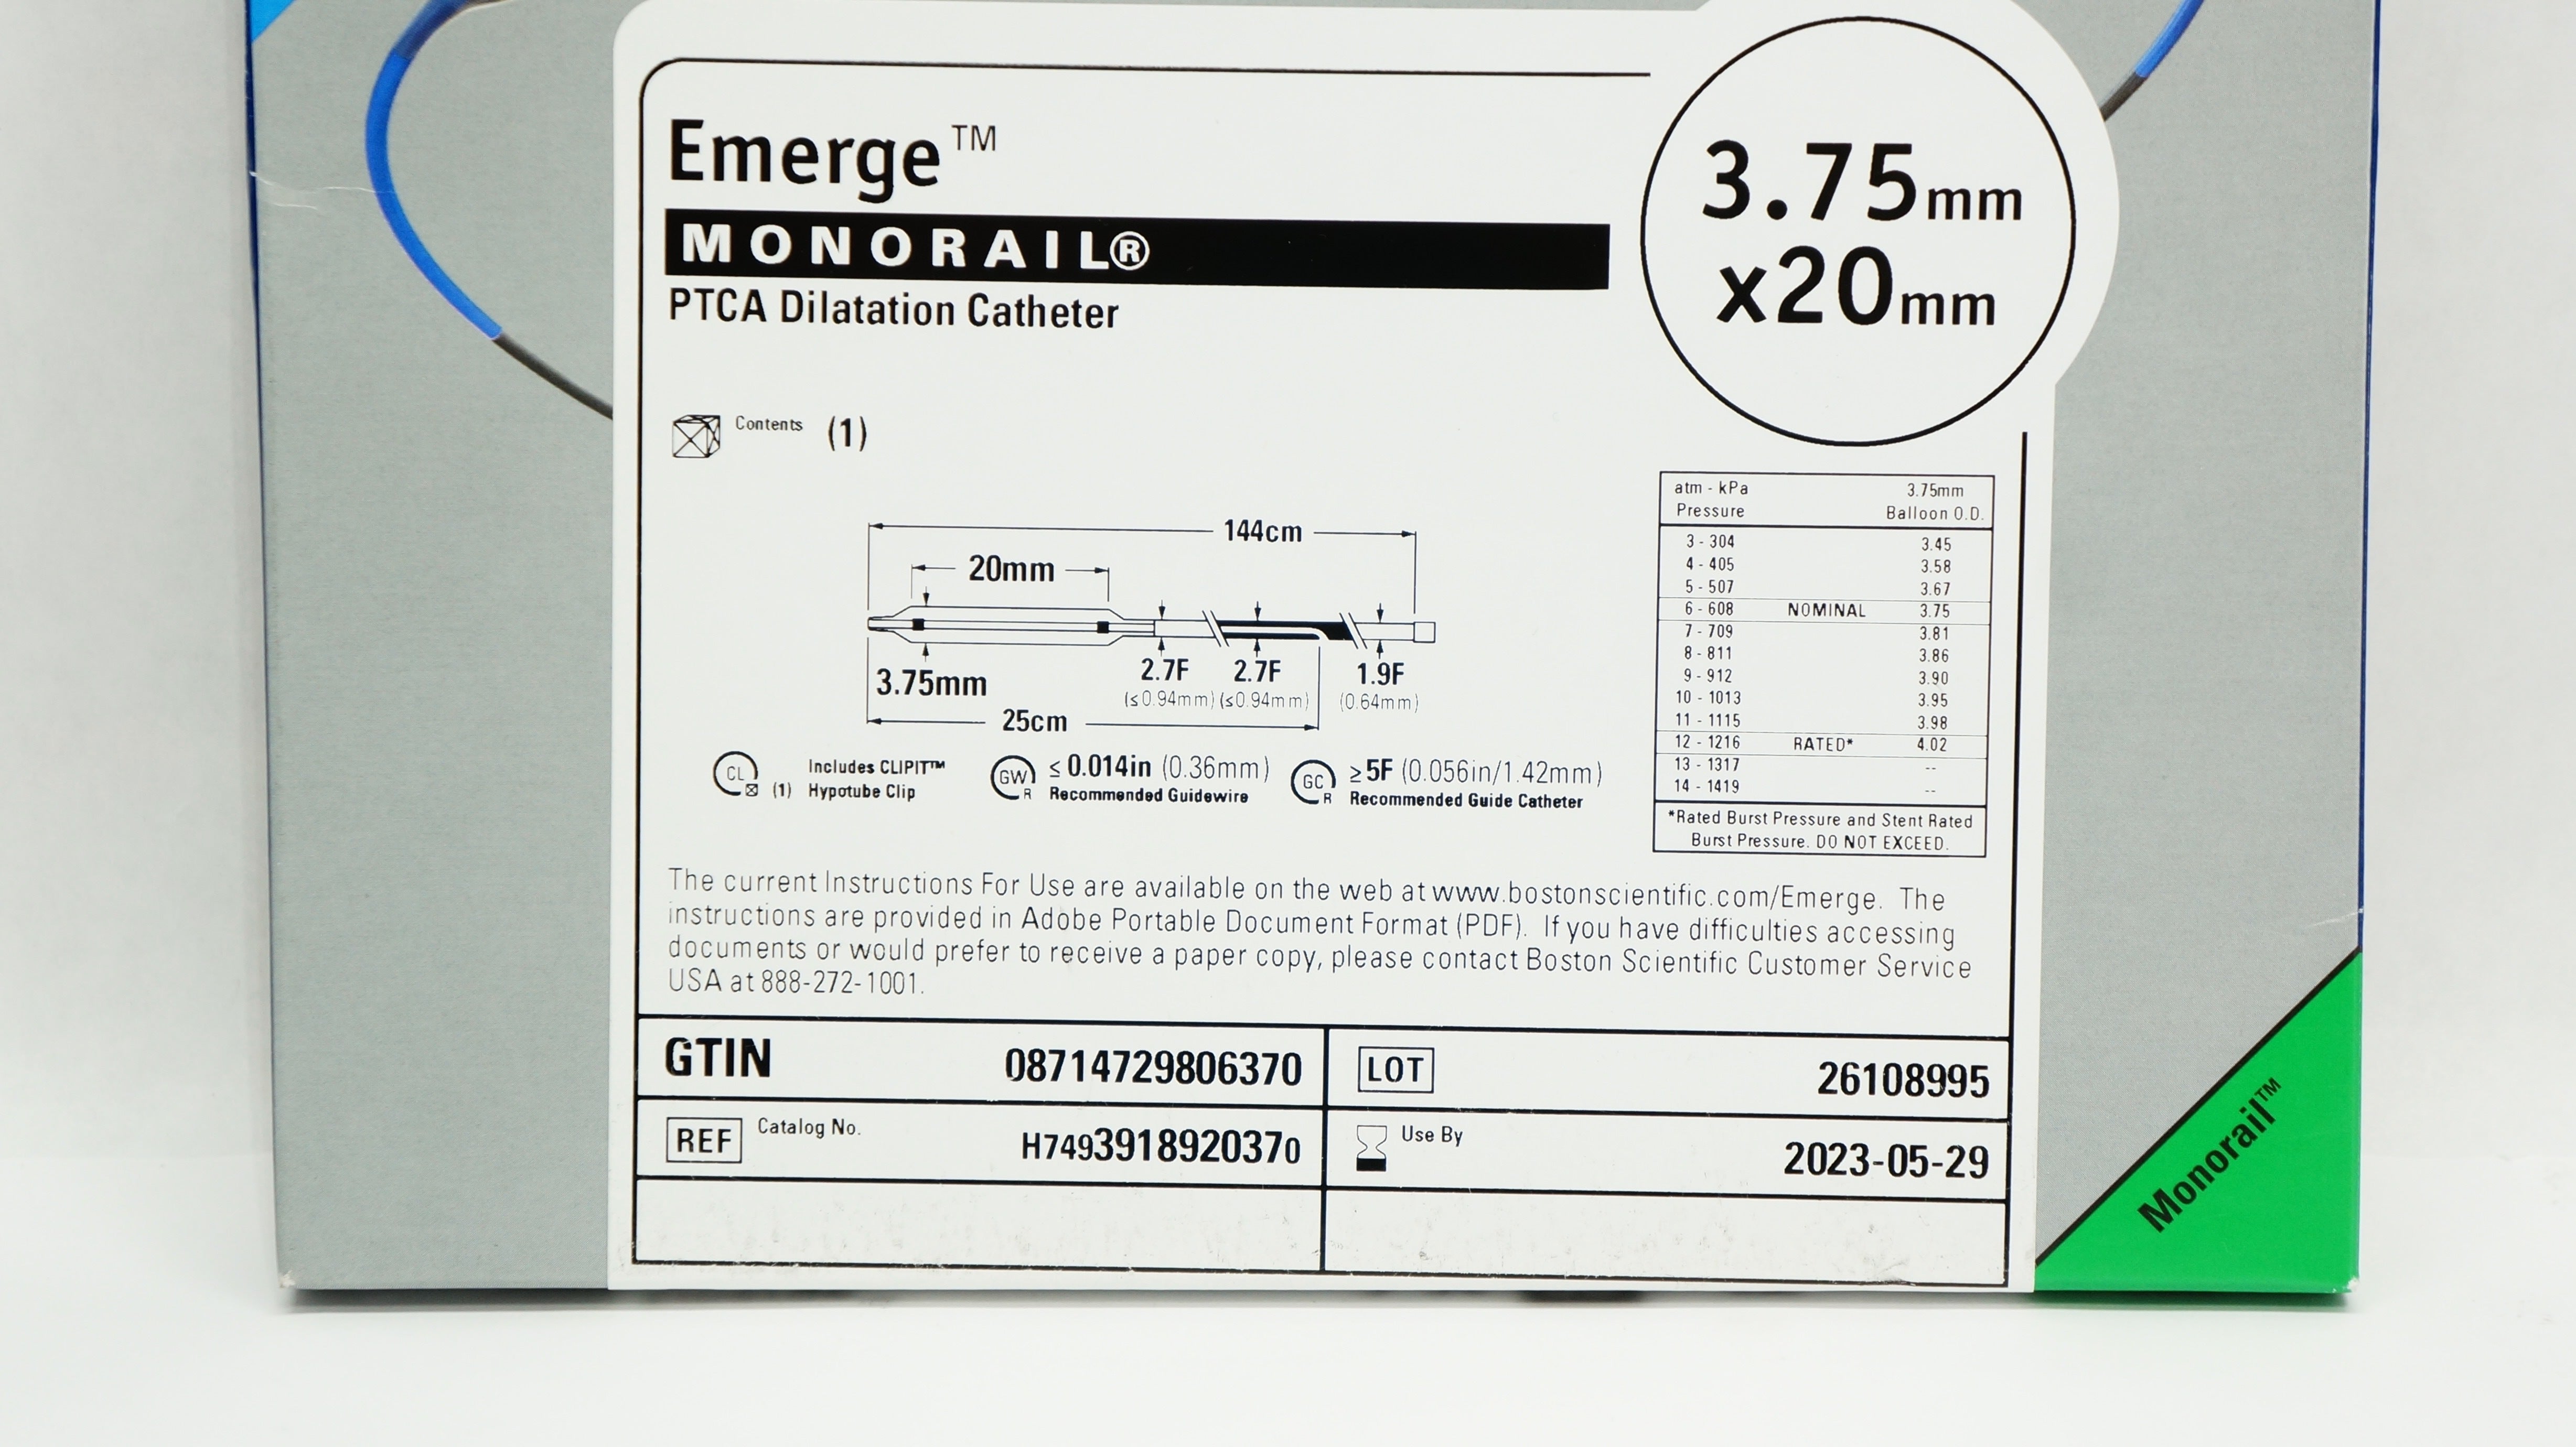 Emerge™
MONORAIL®
PTCA Dilatation Catheter
3.75mm
x20mm
Contents (1)
144cm
20mm
3.75mm
2.7F 2.7F 1.9F
(≤0.94mm) (≤0.94mm) (0.64mm)
25cm
CL (1) Includes CLIPIT™
Hypotube Clip
GW R ≤ 0.014in (0.36mm)
Recommended Guidewire
GC R ≥5F (0.056in/1.42mm)
Recommended Guide Catheter
atm - kPa 3.75mm
Pressure Balloon O.D.
3 - 304 3.45
4 - 405 3.58
5 - 507 3.67
6 - 608 NOMINAL 3.75
7 - 709 3.81
8 - 811 3.86
9 - 912 3.90
10 - 1013 3.95
11 - 1115 3.98
12 - 1216 RATED* 4.02
13 - 1317 --
14 - 1419 --
*Rated Burst Pressure and Stent Rated
Burst Pressure. DO NOT EXCEED.
The current Instructions For Use are available on the web at www.bostonscientific.com/Emerge. The
instructions are provided in Adobe Portable Document Format (PDF). If you have difficulties accessing
documents or would prefer to receive a paper copy, please contact Boston Scientific Customer Service
USA at 888-272-1001.
GTIN 08714729806370
LOT 26108995
REF Catalog No. H7493918920370
Use By 2023-05-29
Monorail™